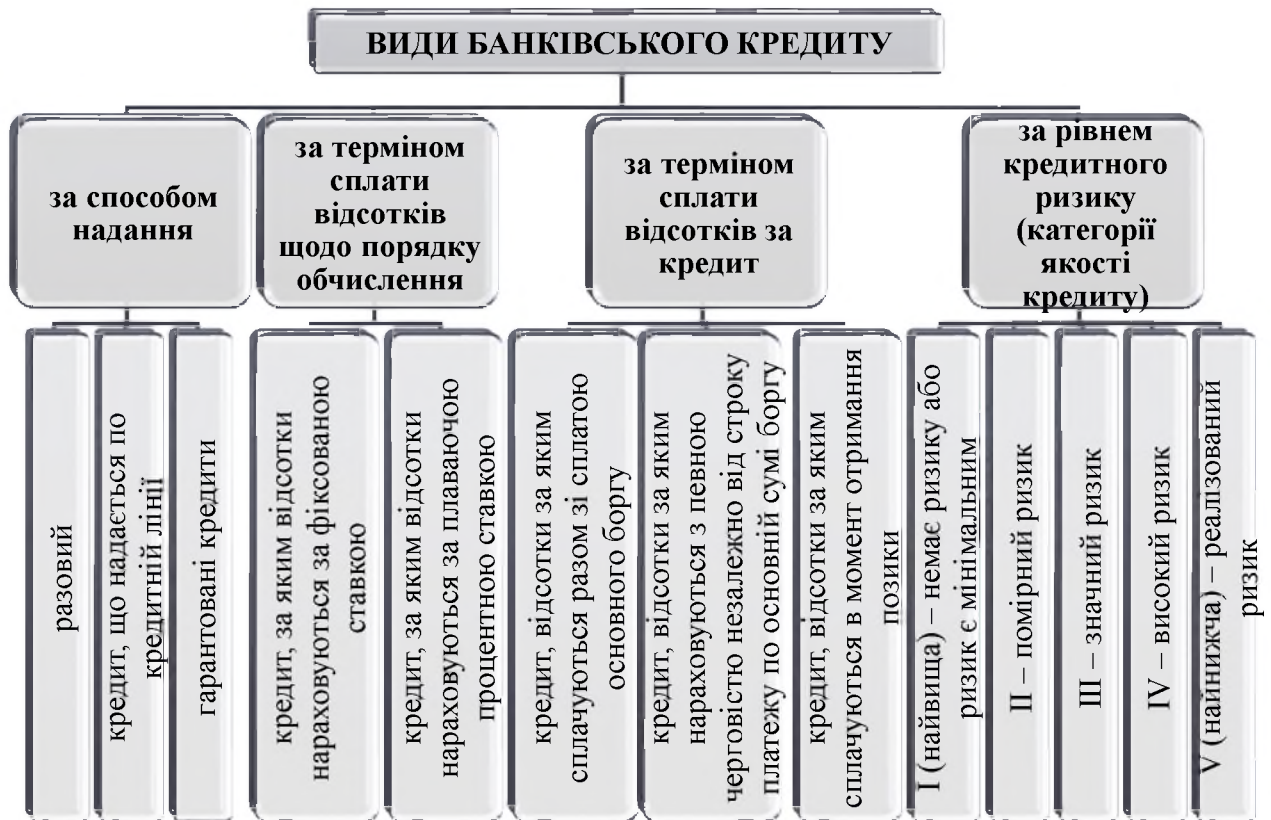 ВИДИ БАНКІВСЬКОГО КРЕДИТУ
за способом
надання
за терміном
сплати
відсотків
щодо порядку
обчислення
за терміном
сплати
відсотків за
кредит
за рівнем
кредитного
ризику
(категорії
якості
кредиту)
разовий
кредит, що надається по
кредитній лінії
гарантовані кредити
кредит, за яким відсотки
нараховуються за фіксованою
ставкою
кредит, за яким відсотки
нараховуються за плаваючою
процентною ставкою
кредит, відсотки за яким
сплачуються разом зі сплатою
основного боргу
кредит, відсотки за яким
нараховуються з певною
черговістю незалежно від строку
платежу по основній сумі боргу
кредит, відсотки за яким
сплачуються в момент отримання
позики
I (найвища) – немає ризику або
ризик є мінімальним
II – помірний ризик
III – значний ризик
IV – високий ризик
V (найнижча) – реалізований
ризик